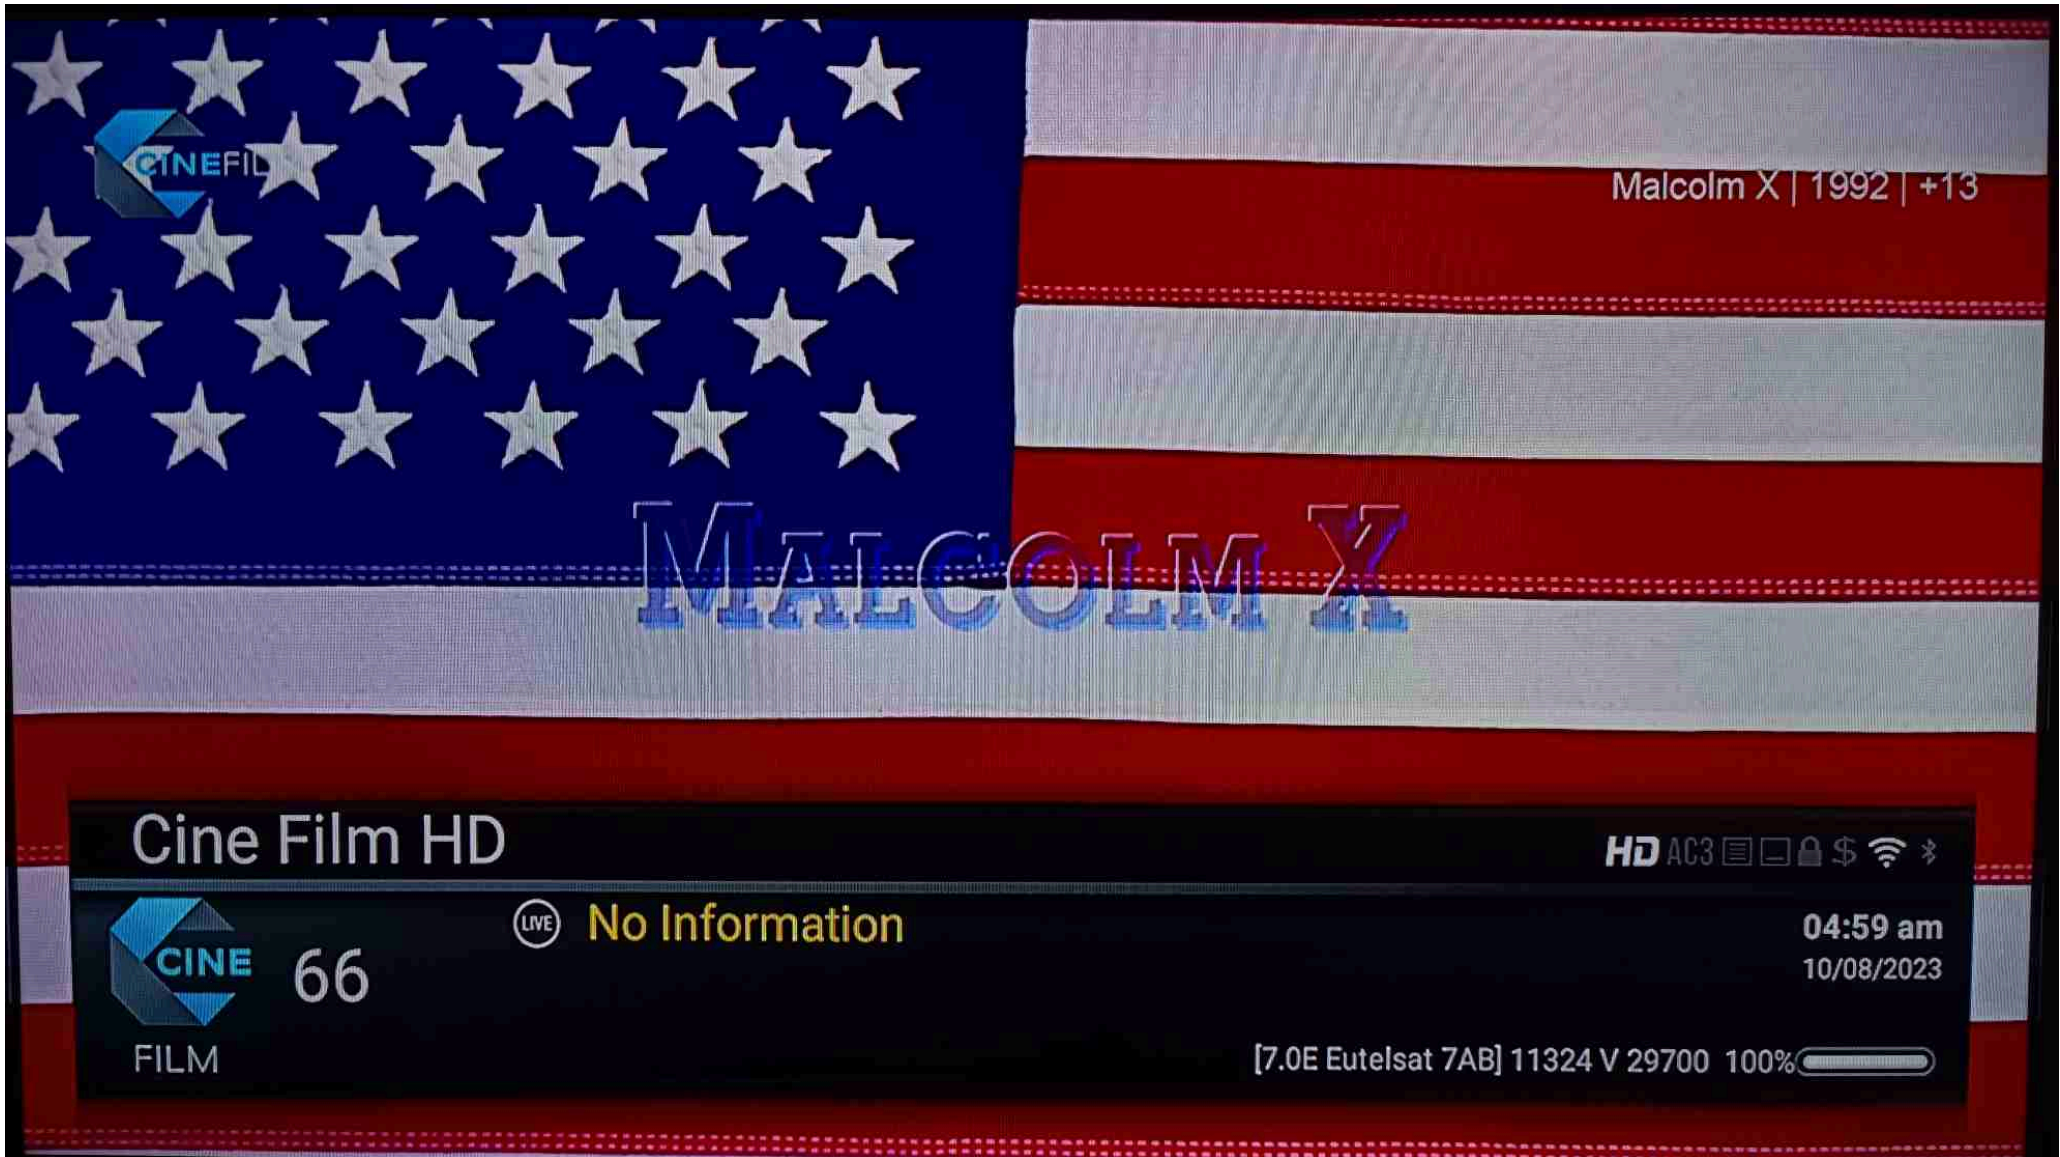 CINEFIL
Malcolm X | 1992 | +13
MALCOLM X
Cine Film HD
HD AC3 $
CINE
FILM
66
LIVE No Information
04:59 am
10/08/2023
[7.0E Eutelsat 7AB] 11324 V 29700 100%